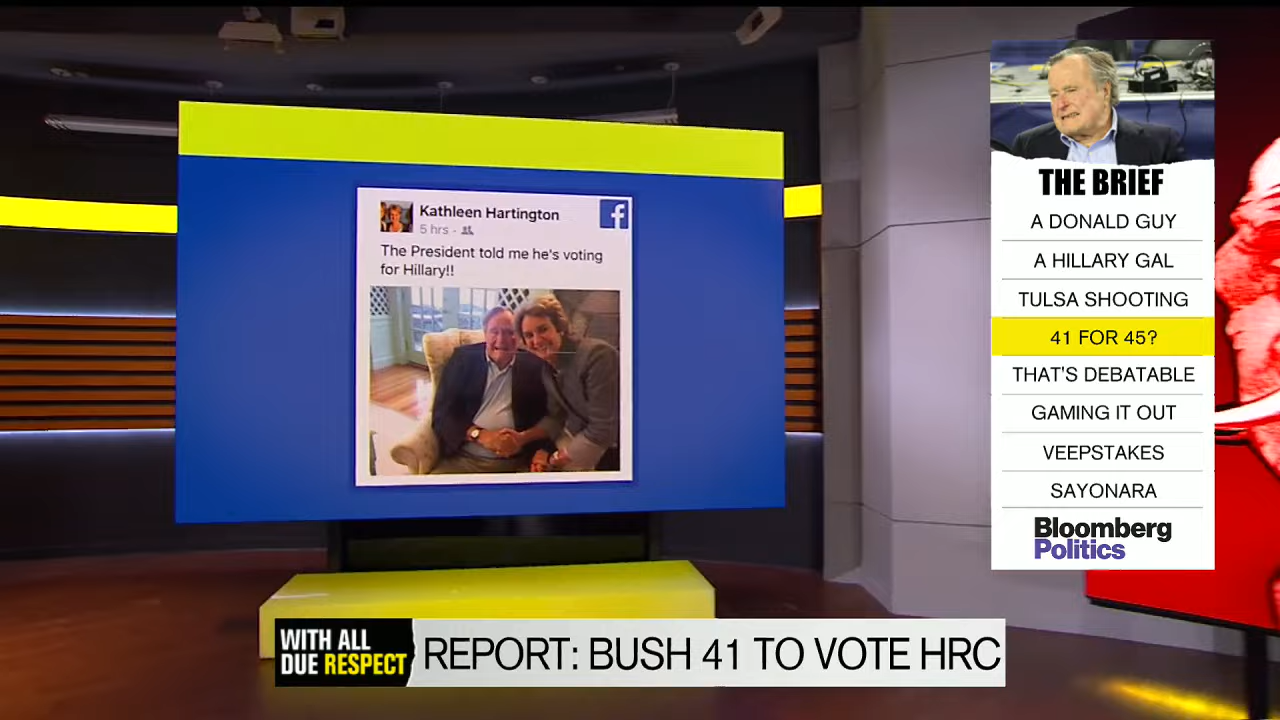 Kathleen Hartington
f
5 hrs -
The President told me he's voting
for Hillary!!
THE BRIEF
A DONALD GUY
A HILLARY GAL
TULSA SHOOTING
41 FOR 45?
THAT'S DEBATABLE
GAMING IT OUT
VEEPSTAKES
SAYONARA
Bloomberg
Politics
WITH ALL
DUE RESPECT
REPORT: BUSH 41 TO VOTE HRC